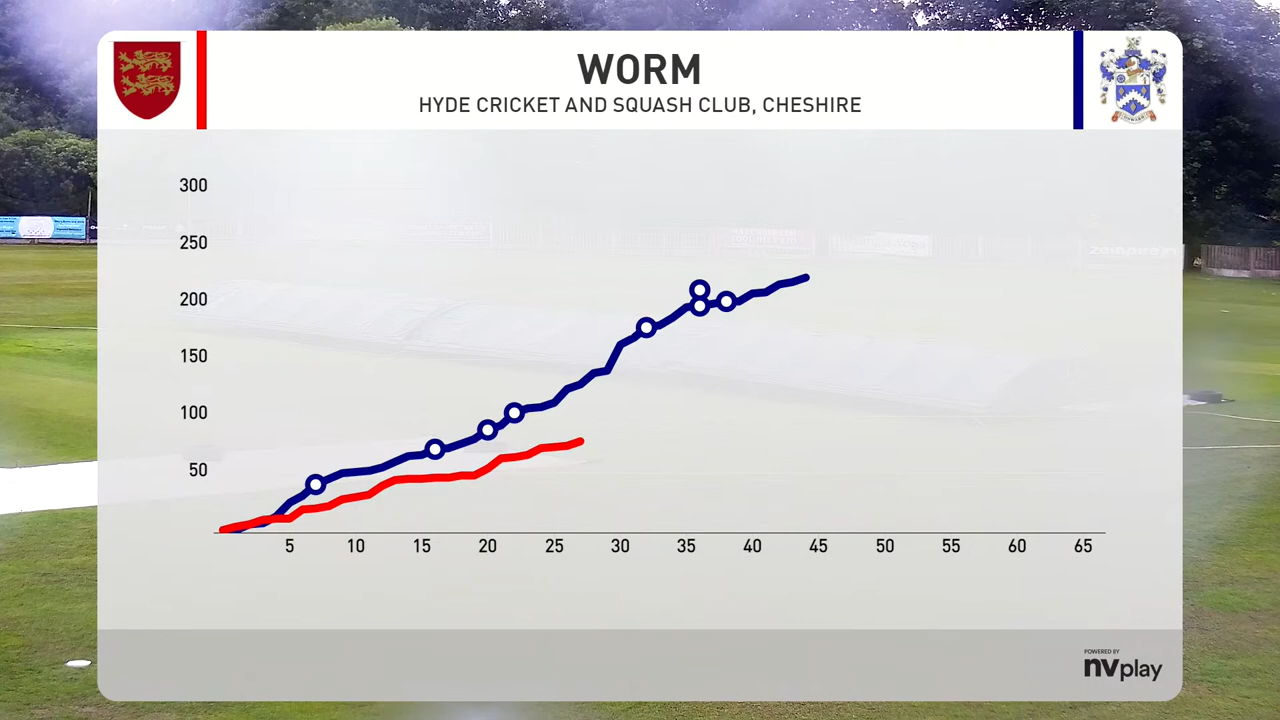 WORM
HYDE CRICKET AND SQUASH CLUB, CHESHIRE
300
250
200
150
100
50
5 10 15 20 25 30 35 40 45 50 55 60 65
POWERED BY
nvplay